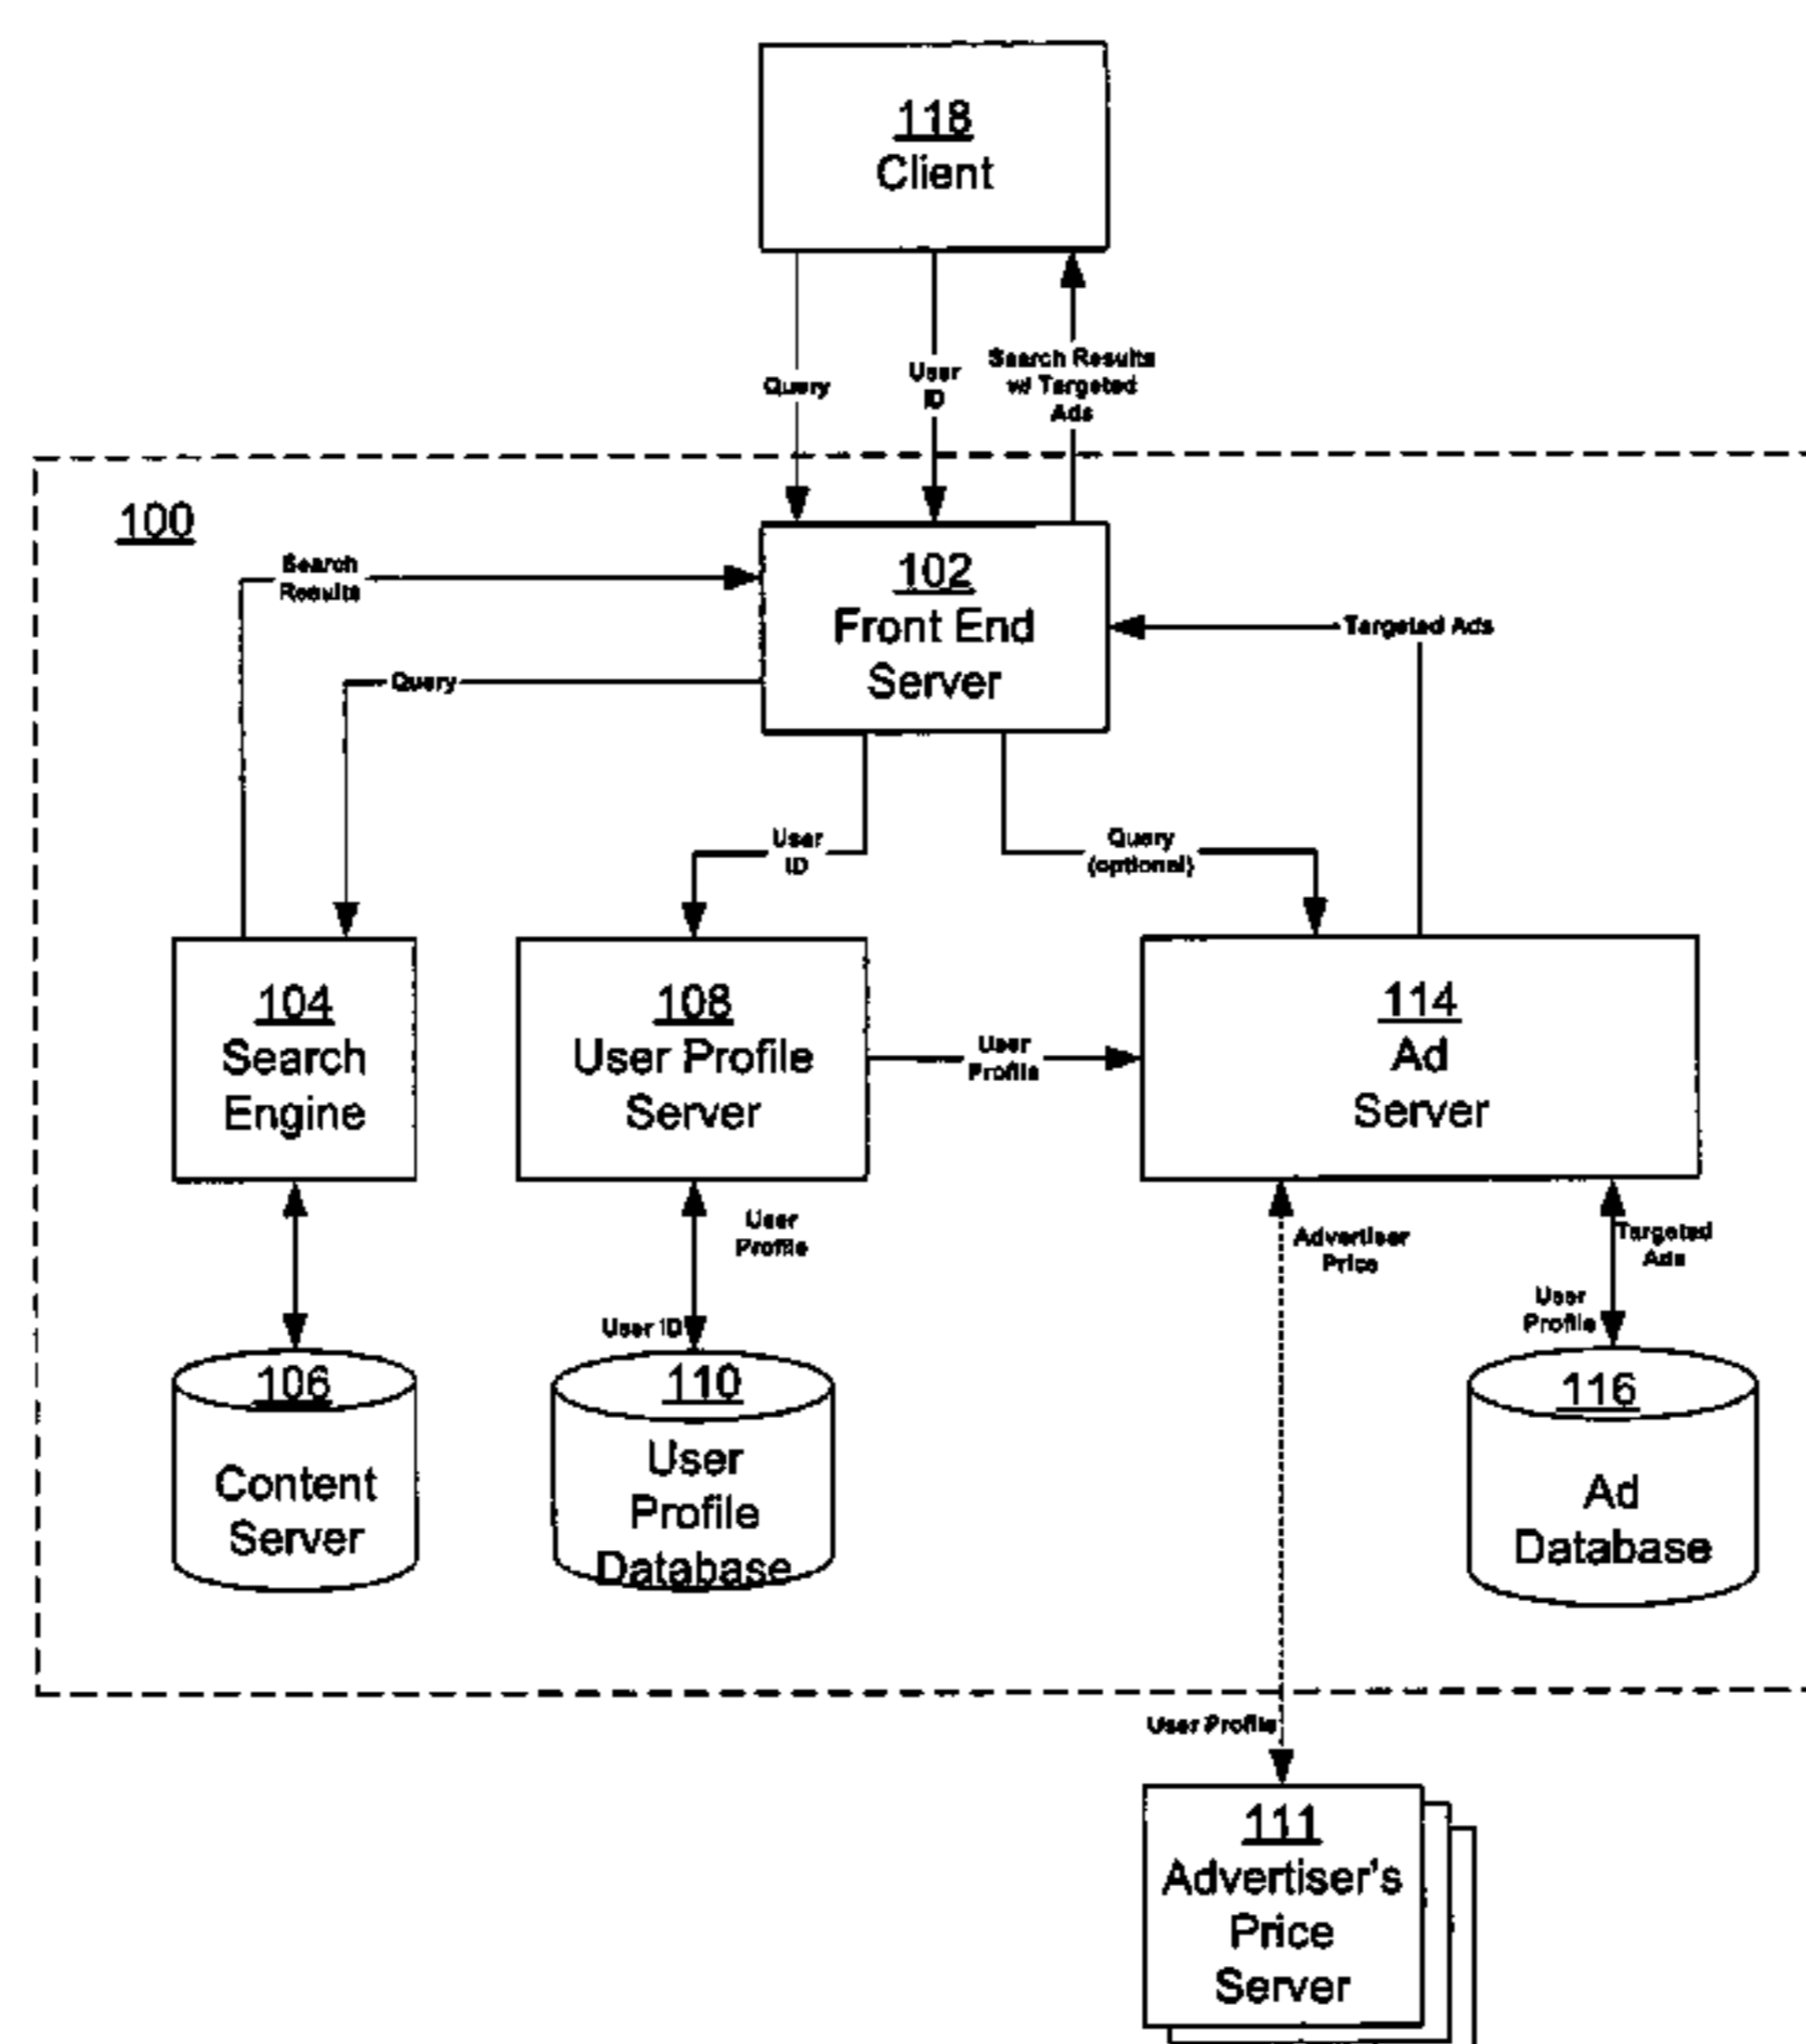 118
Client
Query
User
ID
Search Results
w/ Targeted
Ads
100
Search
Results
102
Front End
Server
Targeted Ads
Query
User
ID
Query
(optional)
104
Search
Engine
108
User Profile
Server
User
Profile
114
Ad
Server
User
Profile
Advertiser
Price
Targeted
Ads
User ID
User
Profile
106
Content
Server
110
User
Profile
Database
116
Ad
Database
User Profile
111
Advertiser's
Price
Server